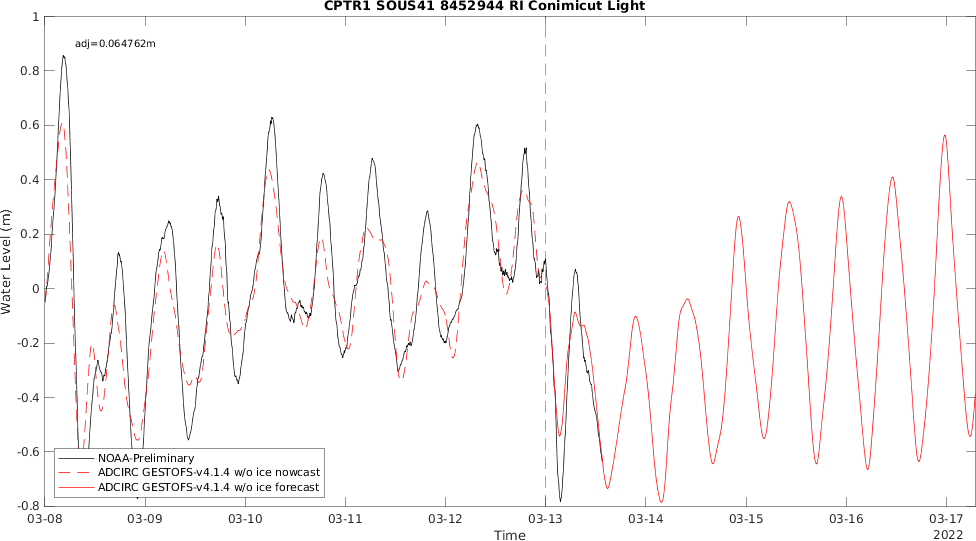 CPTR1 SOUS41 8452944 RI Conimicut Light
adj=0.064762m
1
0.8
0.6
0.4
0.2
0
-0.2
-0.4
-0.6
-0.8
Water Level (m)
NOAA-Preliminary
ADCIRC GESTOFS-v4.1.4 w/o ice nowcast
ADCIRC GESTOFS-v4.1.4 w/o ice forecast
03-08 03-09 03-10 03-11 03-12 03-13 03-14 03-15 03-16 03-17
Time
2022